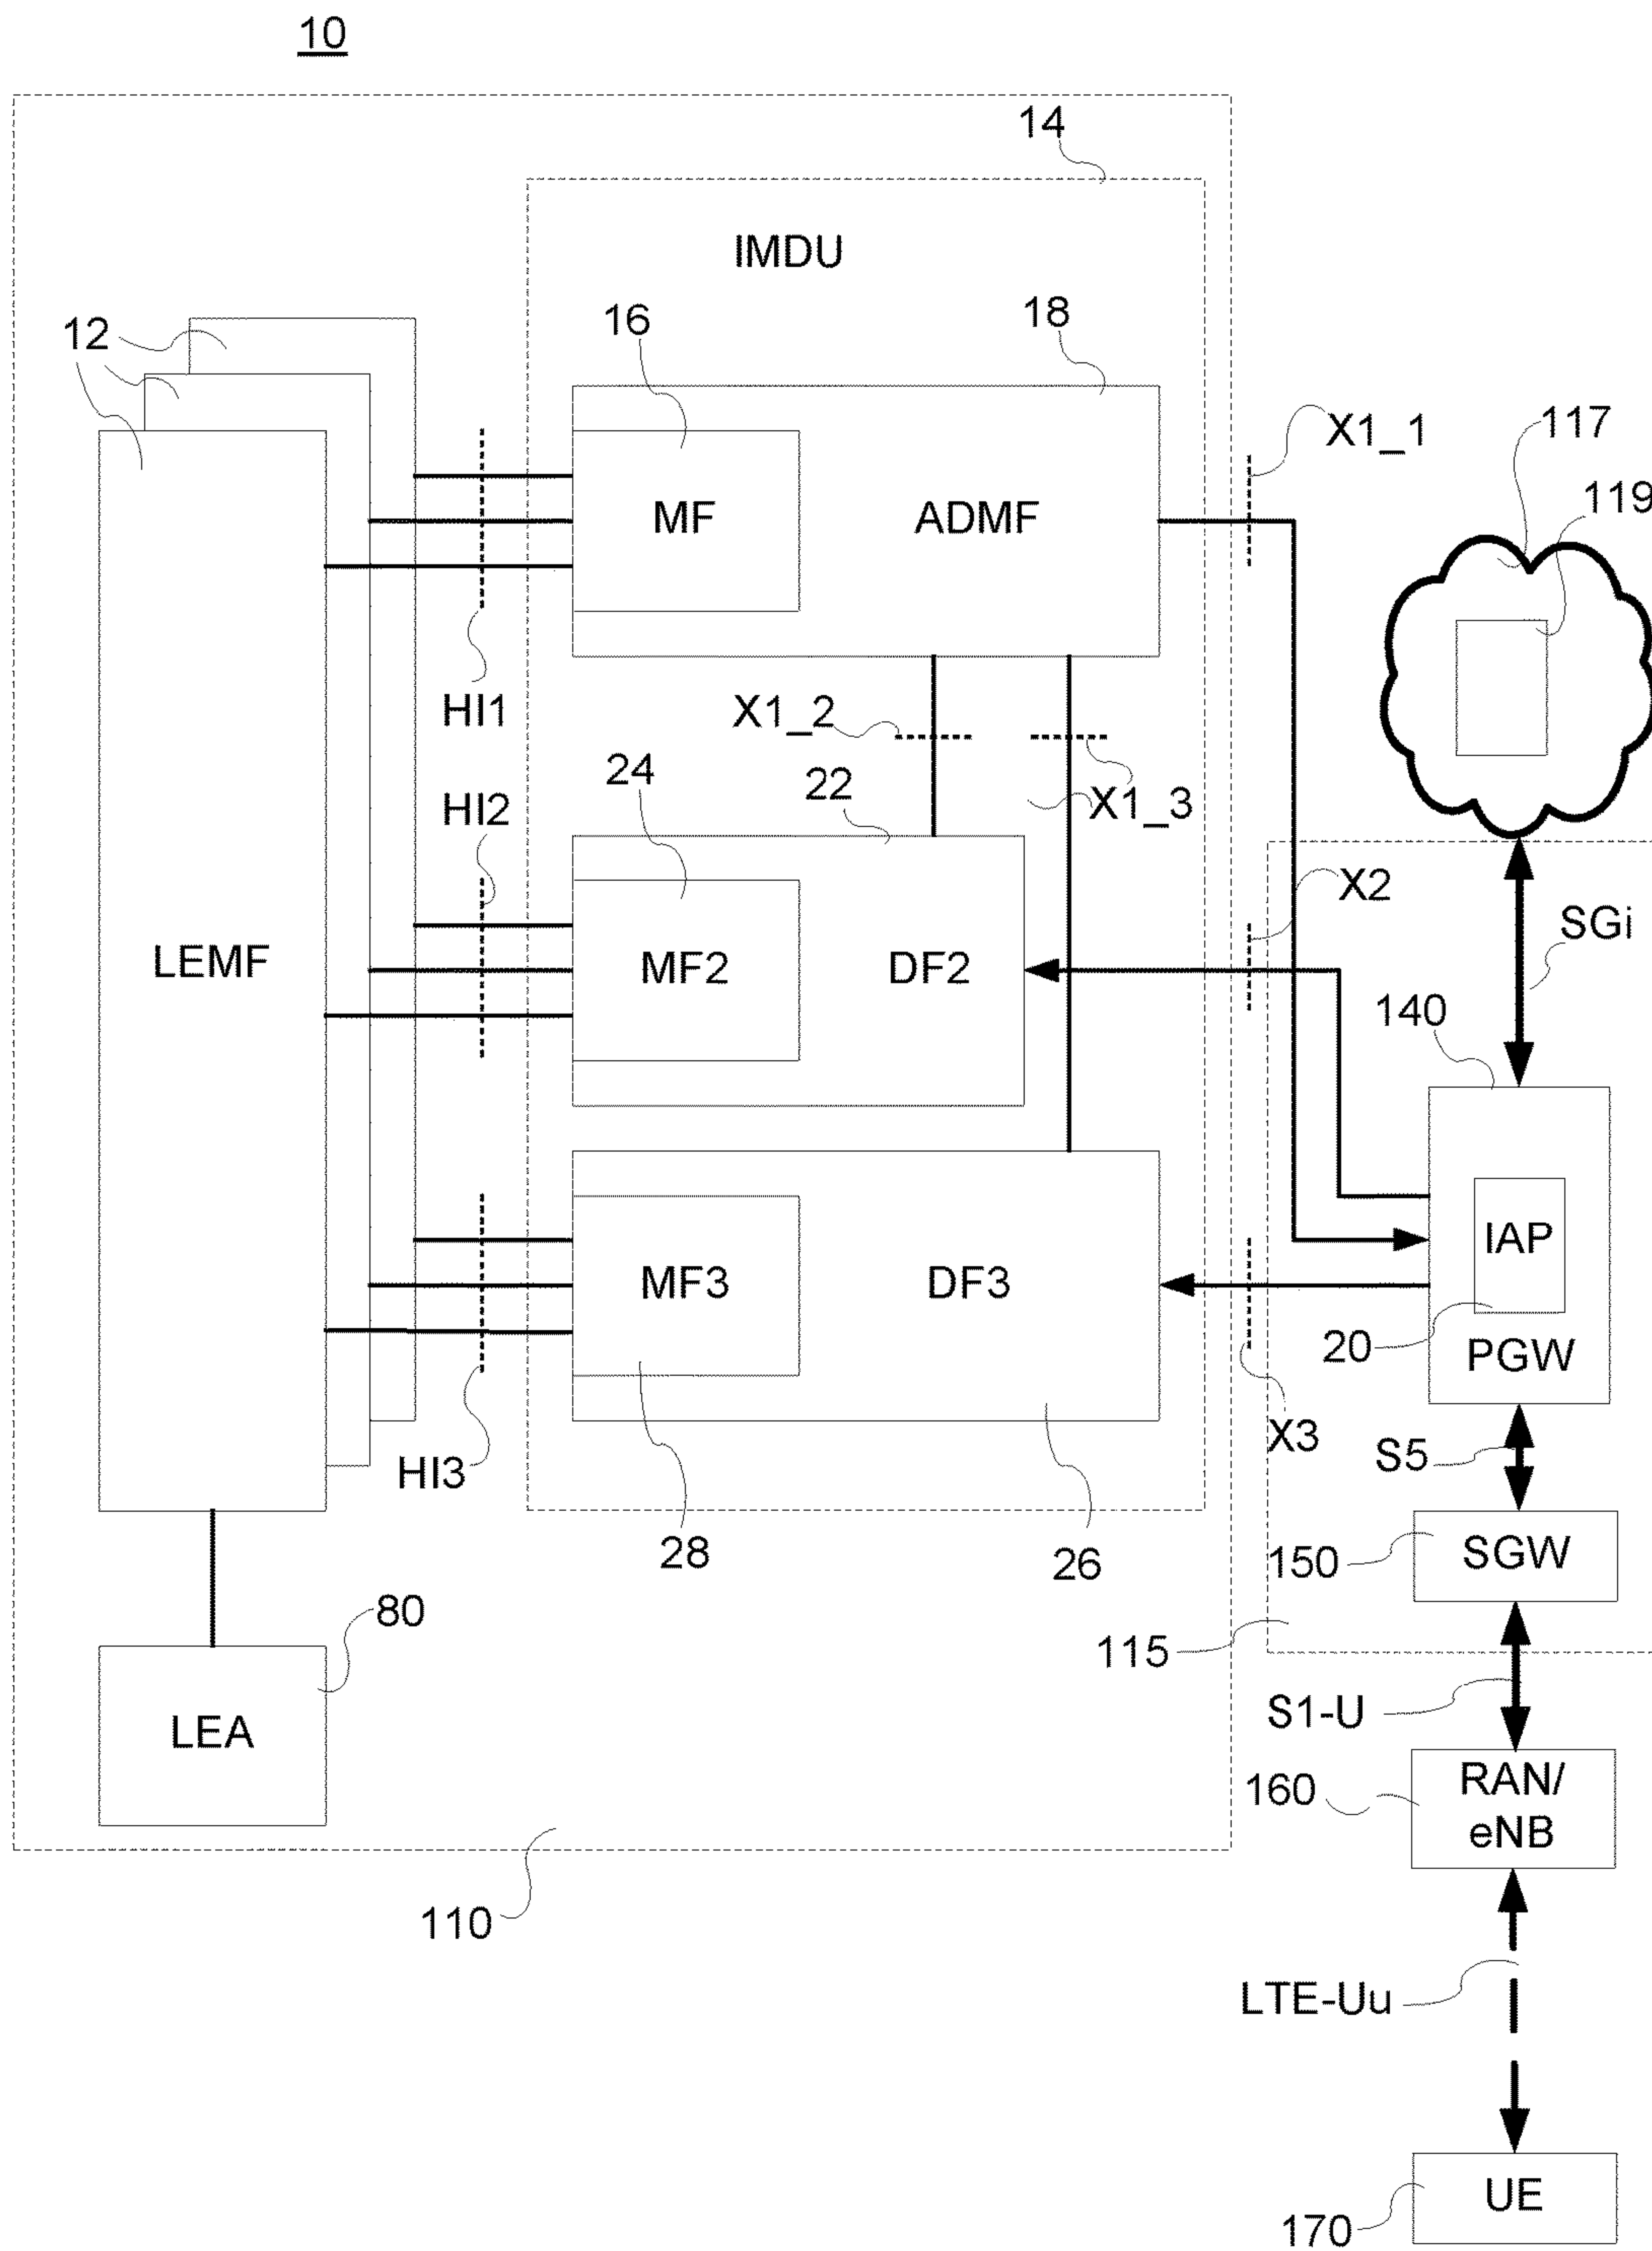 10
14
IMDU
12
16
18
X1_1
117
119
MF
ADMF
HI1
X1_2
X1_3
24
22
HI2
X2
SGi
LEMF
MF2
DF2
140
IAP
MF3
DF3
20
PGW
X3
S5
HI3
28
26
150
SGW
80
115
S1-U
LEA
160
RAN/
eNB
110
LTE-Uu
UE
170